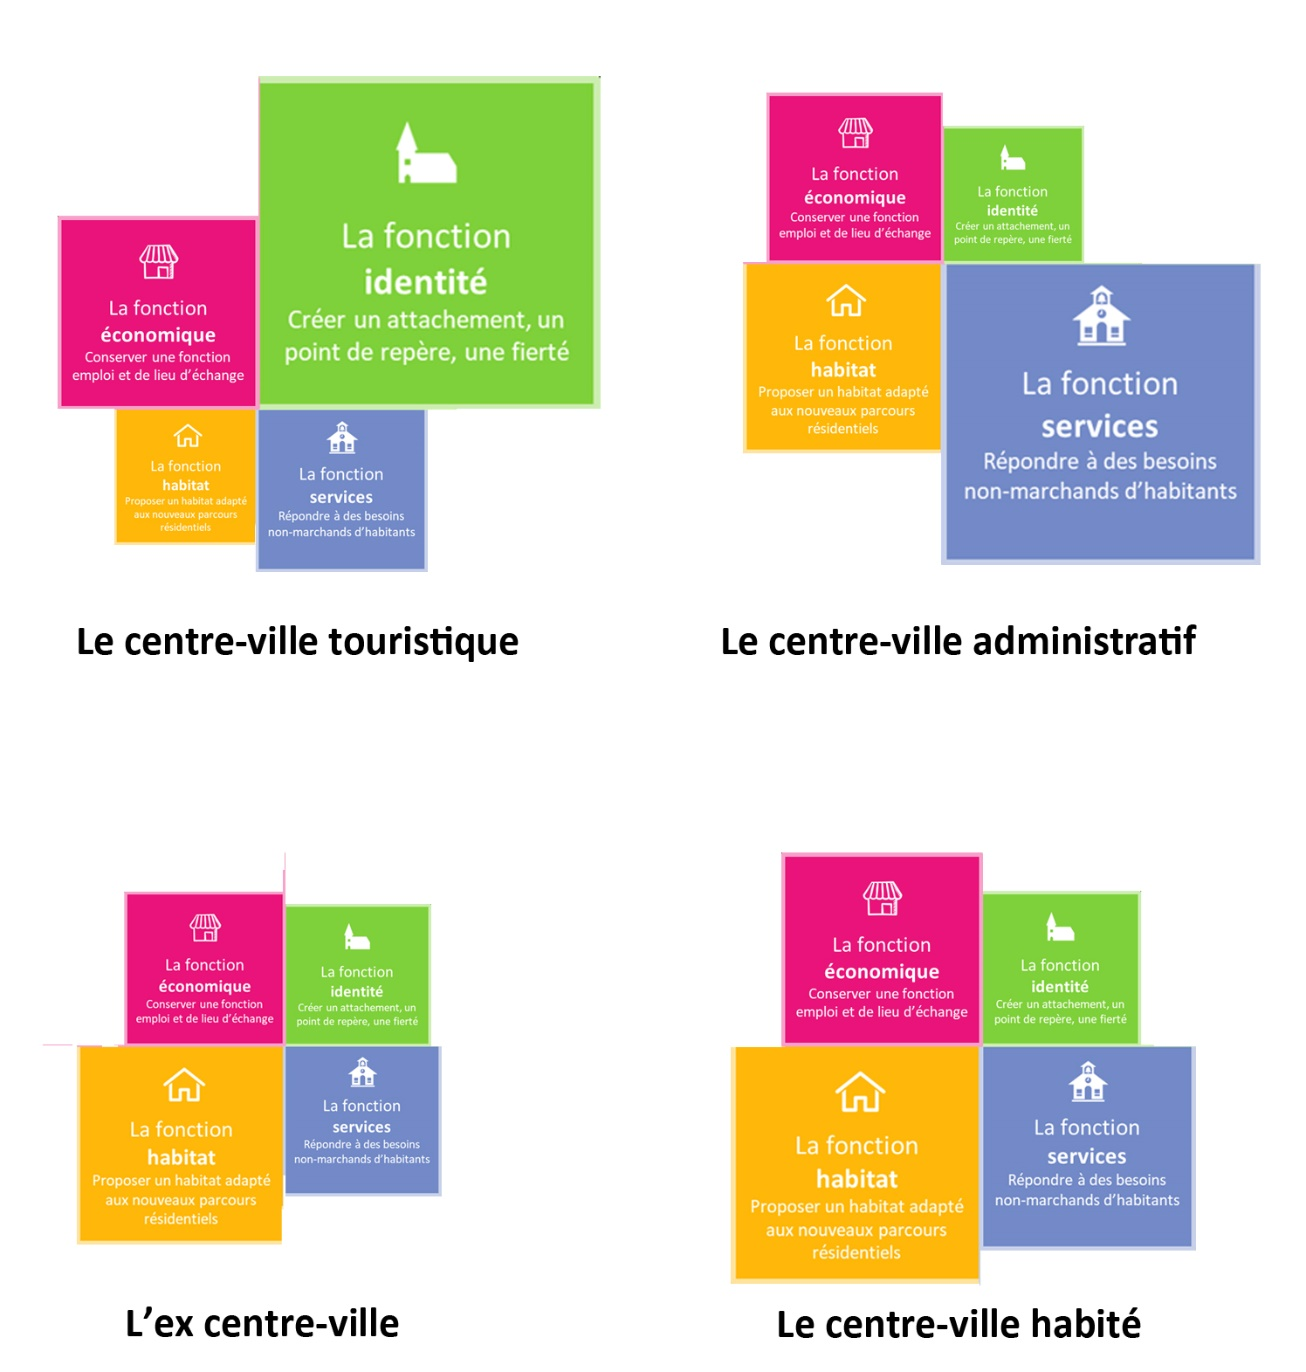 La fonction
économique
Conserver une fonction
emploi et de lieu d'échange
La fonction
identité
Créer un attachement, un
point de repère, une fierté
La fonction
habitat
Proposer un habitat adapté
aux nouveaux parcours
résidentiels
La fonction
services
Répondre à des besoins
non-marchands d'habitants
Le centre-ville touristique
La fonction
économique
Conserver une fonction
emploi et de lieu d'échange
La fonction
identité
Créer un attachement, un
point de repère, une fierté
La fonction
habitat
Proposer un habitat adapté
aux nouveaux parcours
résidentiels
La fonction
services
Répondre à des besoins
non-marchands d'habitants
Le centre-ville administratif
La fonction
économique
Conserver une fonction
emploi et de lieu d'échange
La fonction
identité
Créer un attachement, un
point de repère, une fierté
La fonction
habitat
Proposer un habitat adapté
aux nouveaux parcours
résidentiels
La fonction
services
Répondre à des besoins
non-marchands d'habitants
L'ex centre-ville
La fonction
économique
Conserver une fonction
emploi et de lieu d'échange
La fonction
identité
Créer un attachement, un
point de repère, une fierté
La fonction
habitat
Proposer un habitat adapté
aux nouveaux parcours
résidentiels
La fonction
services
Répondre à des besoins
non-marchands d'habitants
Le centre-ville habité